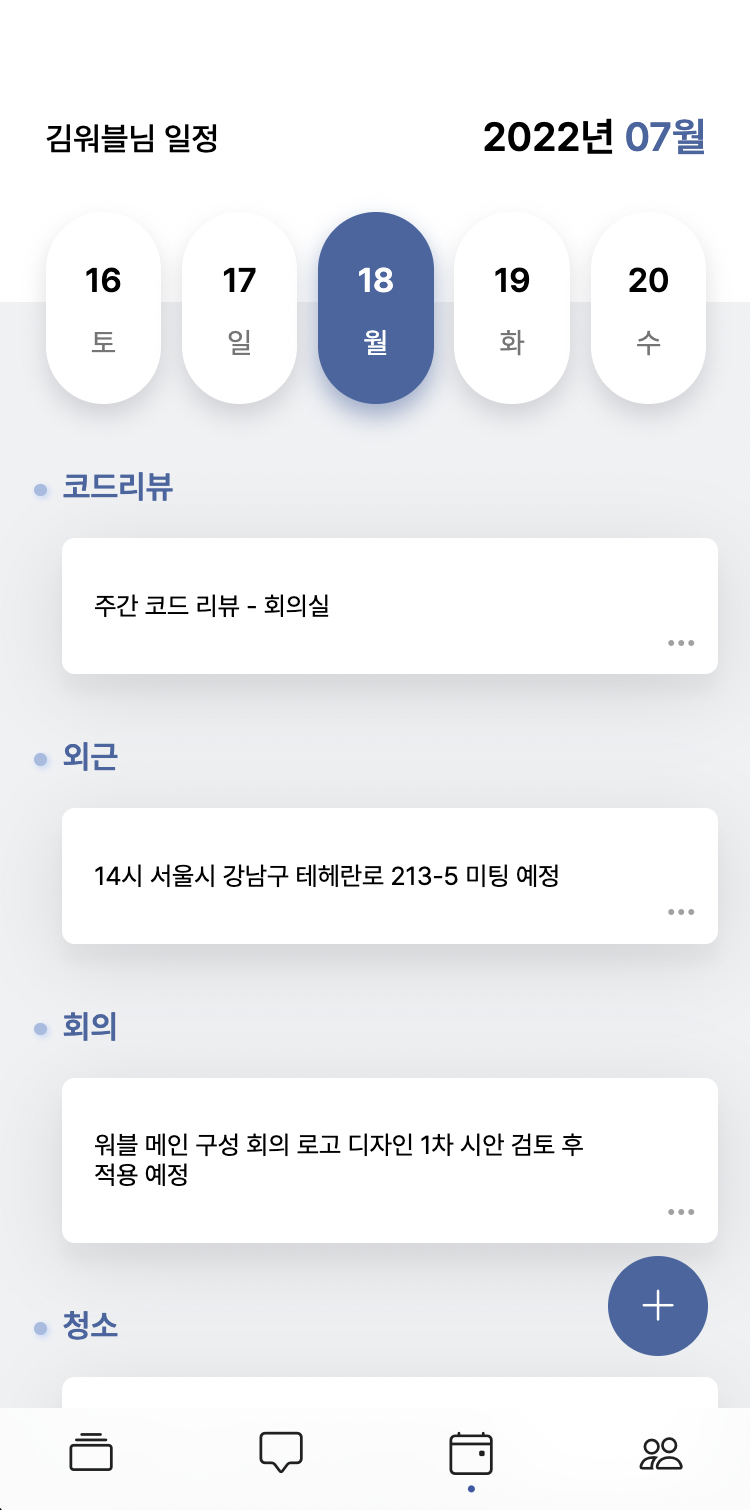 김워블님 일정
2022년 07월
16 17 18 19 20
토 일 월 화 수
코드리뷰
주간 코드 리뷰 - 회의실
외근
14시 서울시 강남구 테헤란로 213-5 미팅 예정
회의
워블 메인 구성 회의 로고 디자인 1차 시안 검토 후
적용 예정
청소